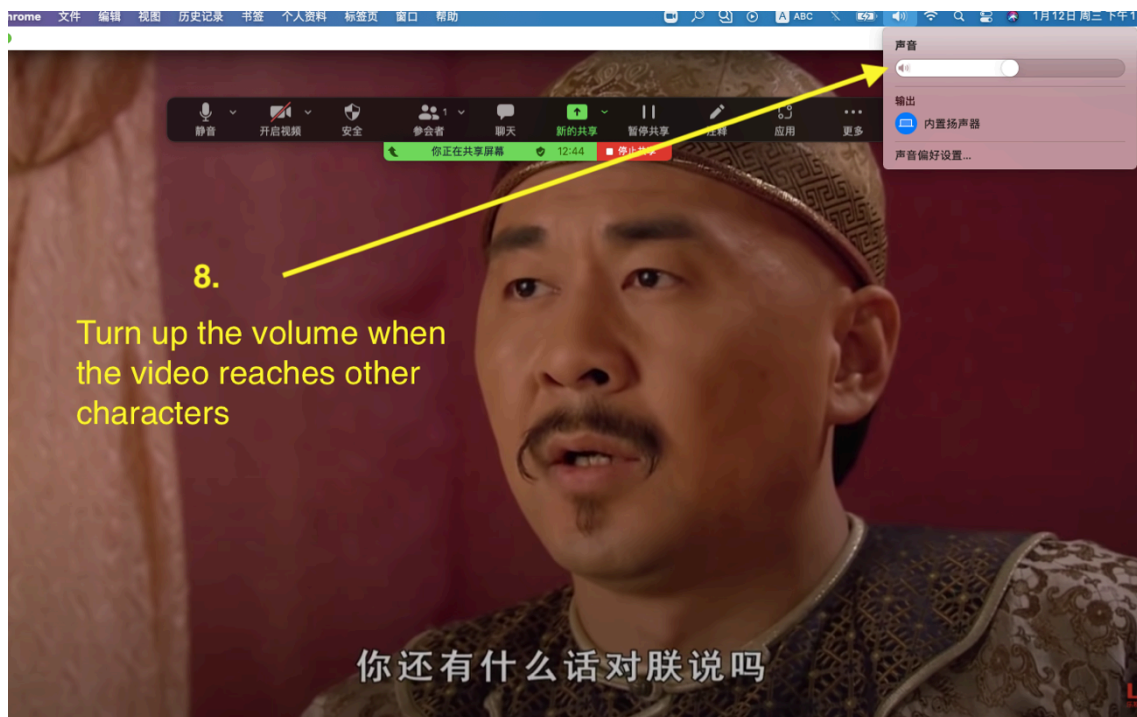 hrome 文件 编辑 视图 历史记录 书签 个人资料 标签页 窗口 帮助 A ABC 1月12日 周三 下午1
声音
输出
内置扬声器
声音偏好设置...
静音 开启视频 安全 参会者 1 聊天 新的共享 暂停共享 注释 应用 更多
你正在共享屏幕 12:44 停止共享
8.
Turn up the volume when
the video reaches other
characters
你还有什么话对朕说吗